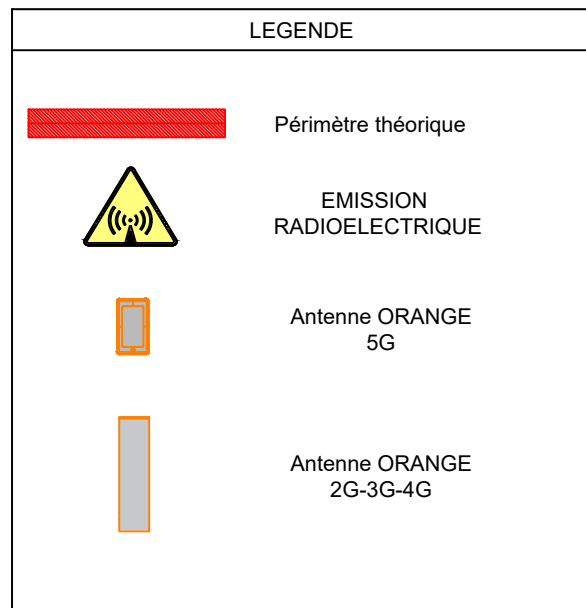 LEGENDE
Périmètre théorique
EMISSION
RADIOELECTRIQUE
Antenne ORANGE
5G
Antenne ORANGE
2G-3G-4G